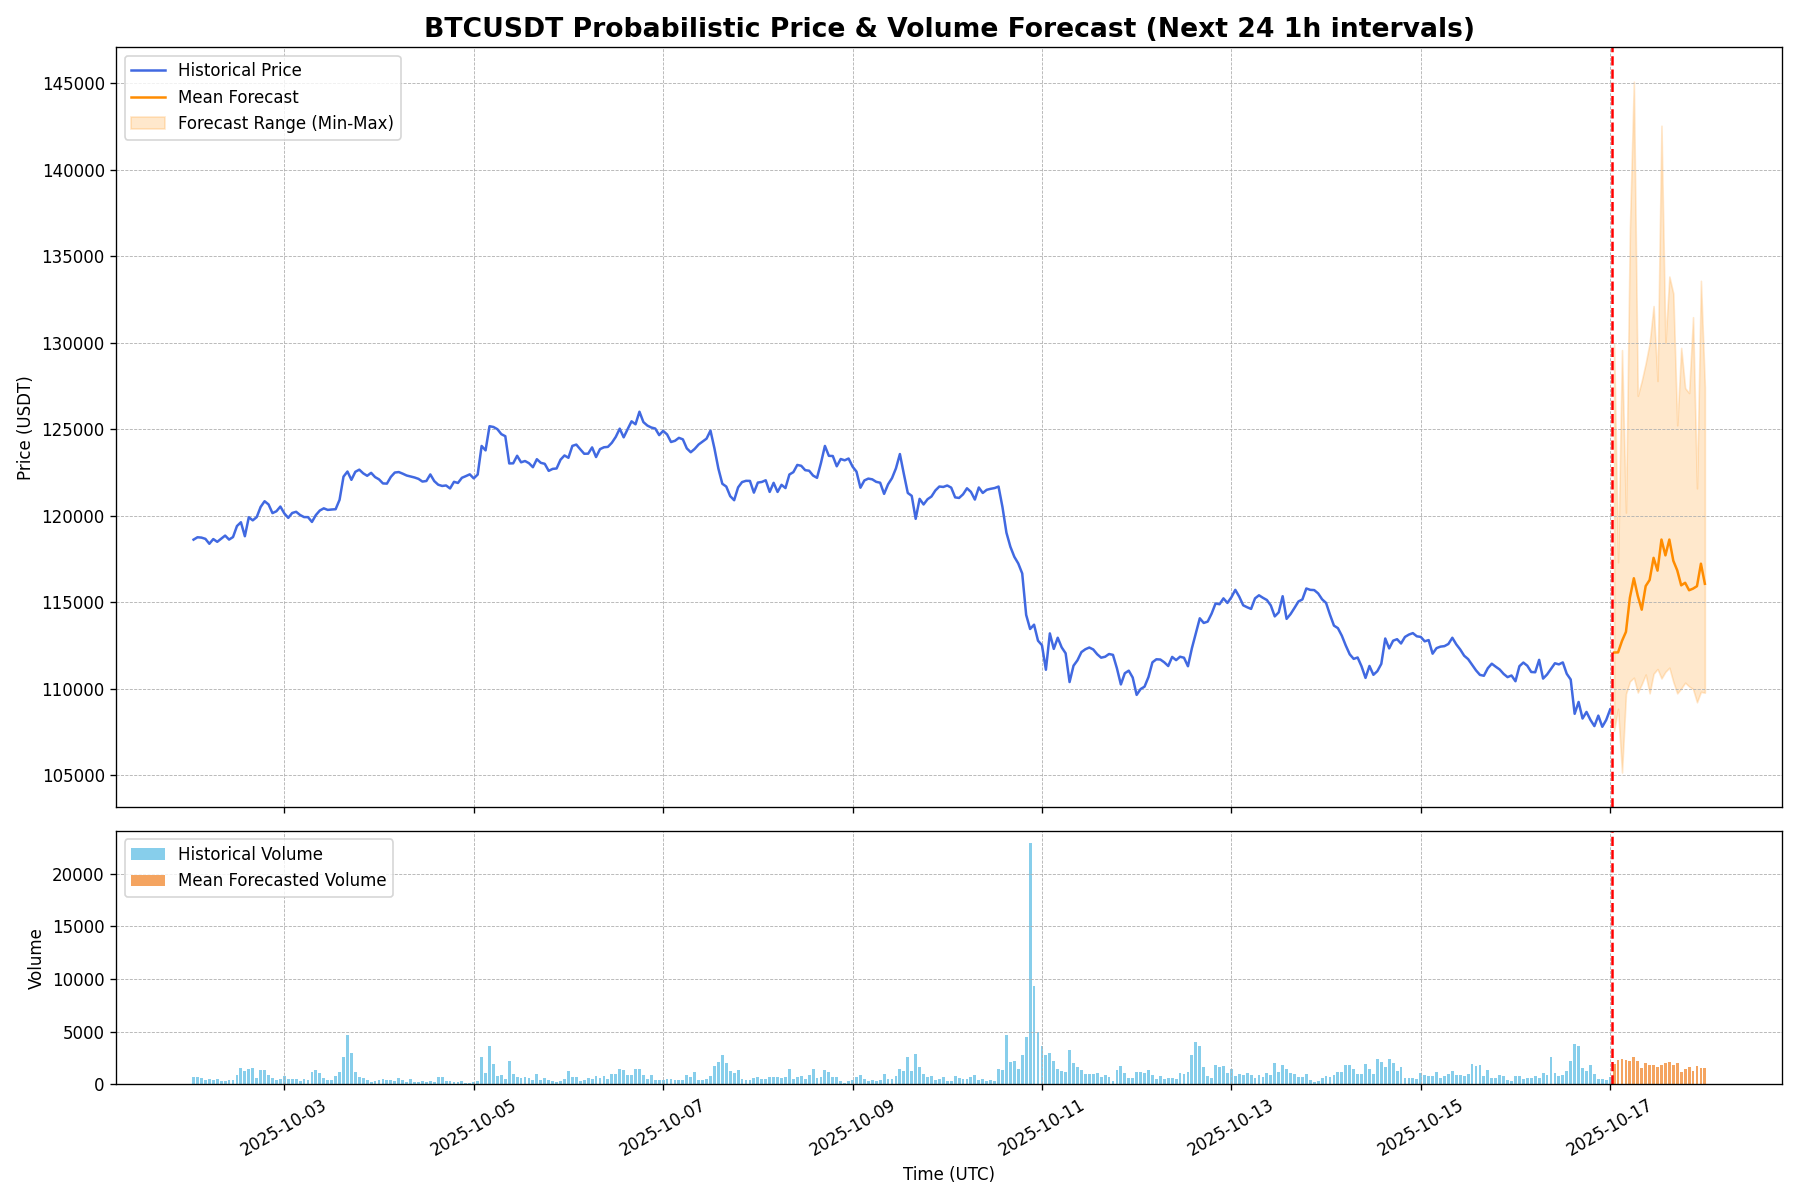 BTCUSDT Probabilistic Price & Volume Forecast (Next 24 1h intervals)
Historical Price
Mean Forecast
Forecast Range (Min-Max)
145000
140000
135000
130000
125000
120000
115000
110000
105000
Price (USDT)
Historical Volume
Mean Forecasted Volume
20000
15000
10000
5000
0
Volume
2025-10-03
2025-10-05
2025-10-07
2025-10-09
2025-10-11
2025-10-13
2025-10-15
2025-10-17
Time (UTC)